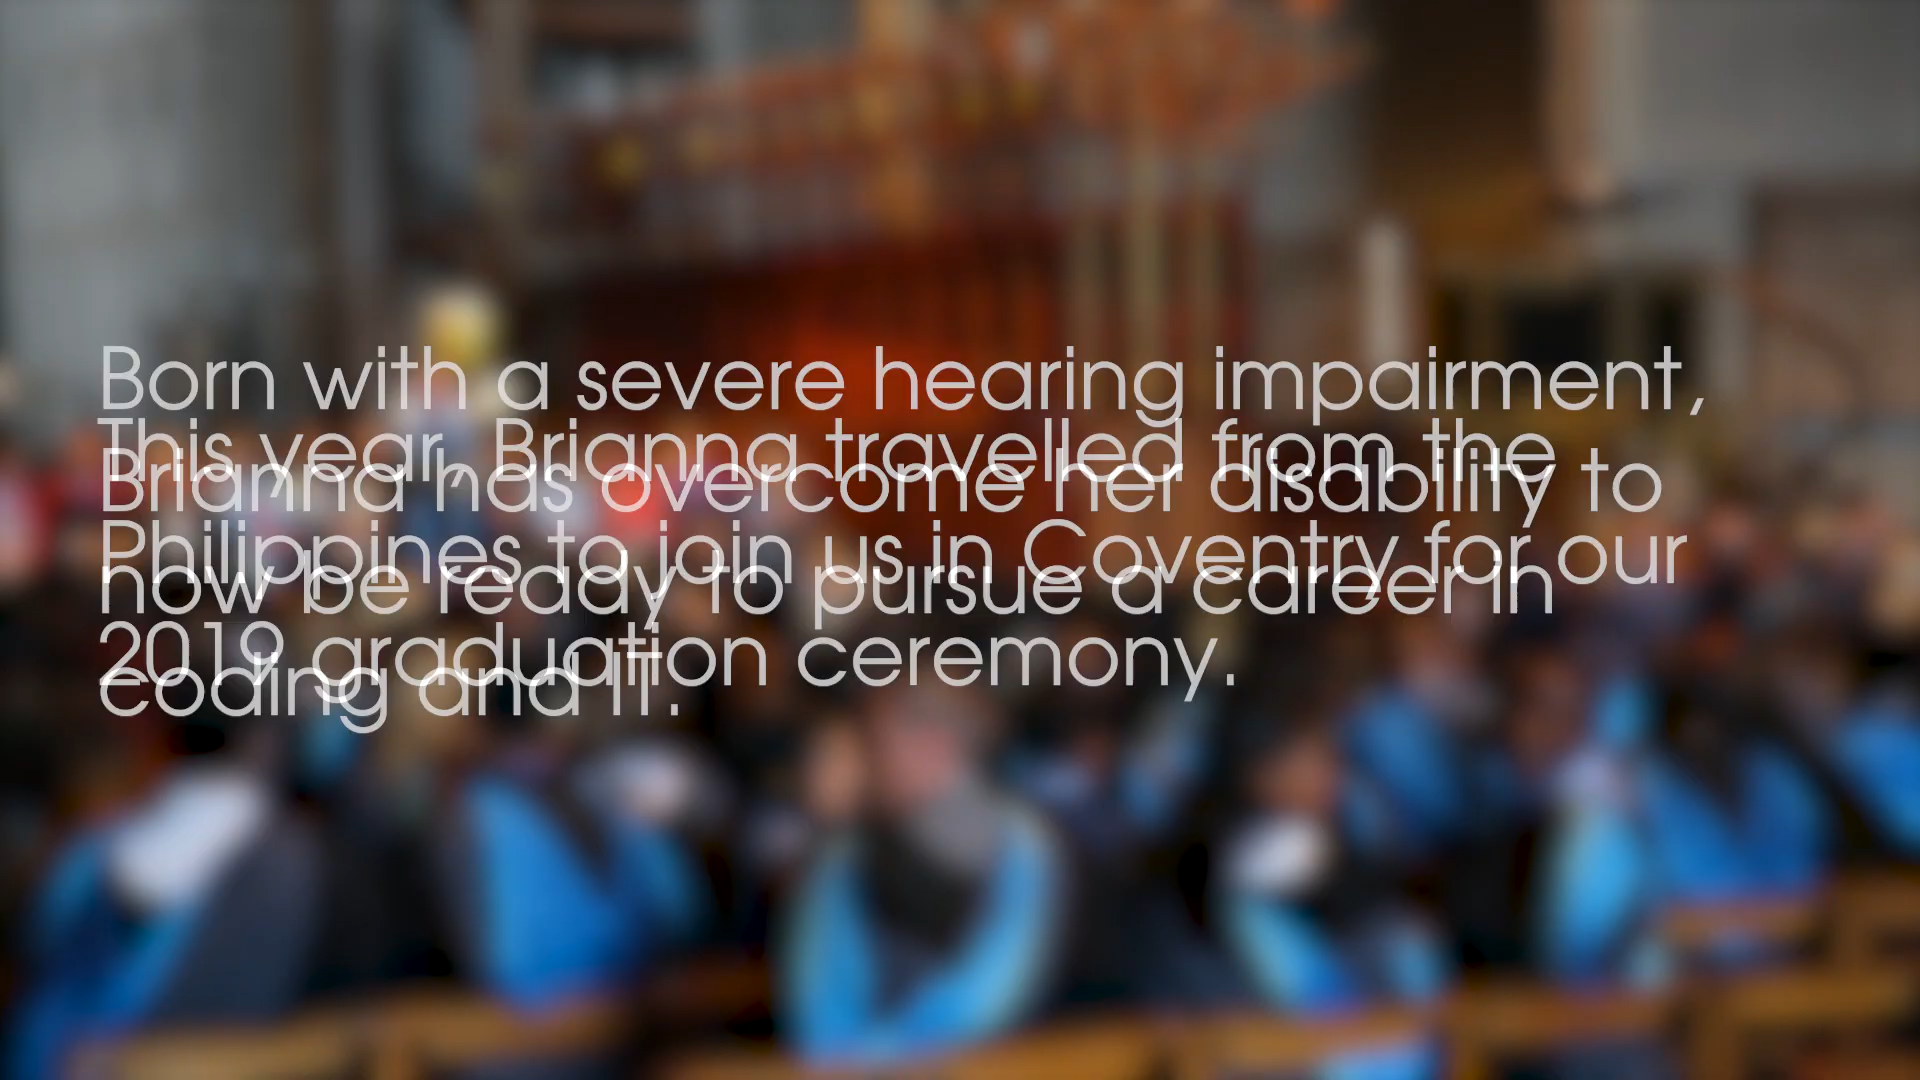 Born with a severe hearing impairment,
Brianna has overcome her disability to
now be ready to pursue a career in
coding and IT.
This year, Brianna travelled from the
Philippines to join us in Coventry for our
2019 graduation ceremony.